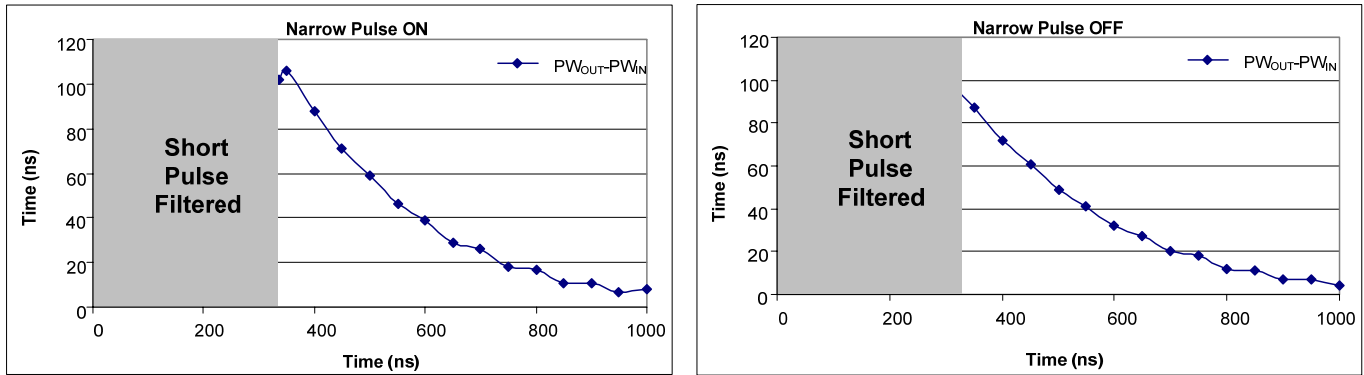 Narrow Pulse ON
120
100
80
60
40
20
0
Time (ns)
Short
Pulse
Filtered
PWOUT-PWIN
0 200 400 600 800 1000
Time (ns)
Narrow Pulse OFF
120
100
80
60
40
20
0
Time (ns)
Short
Pulse
Filtered
PWOUT-PWIN
0 200 400 600 800 1000
Time (ns)